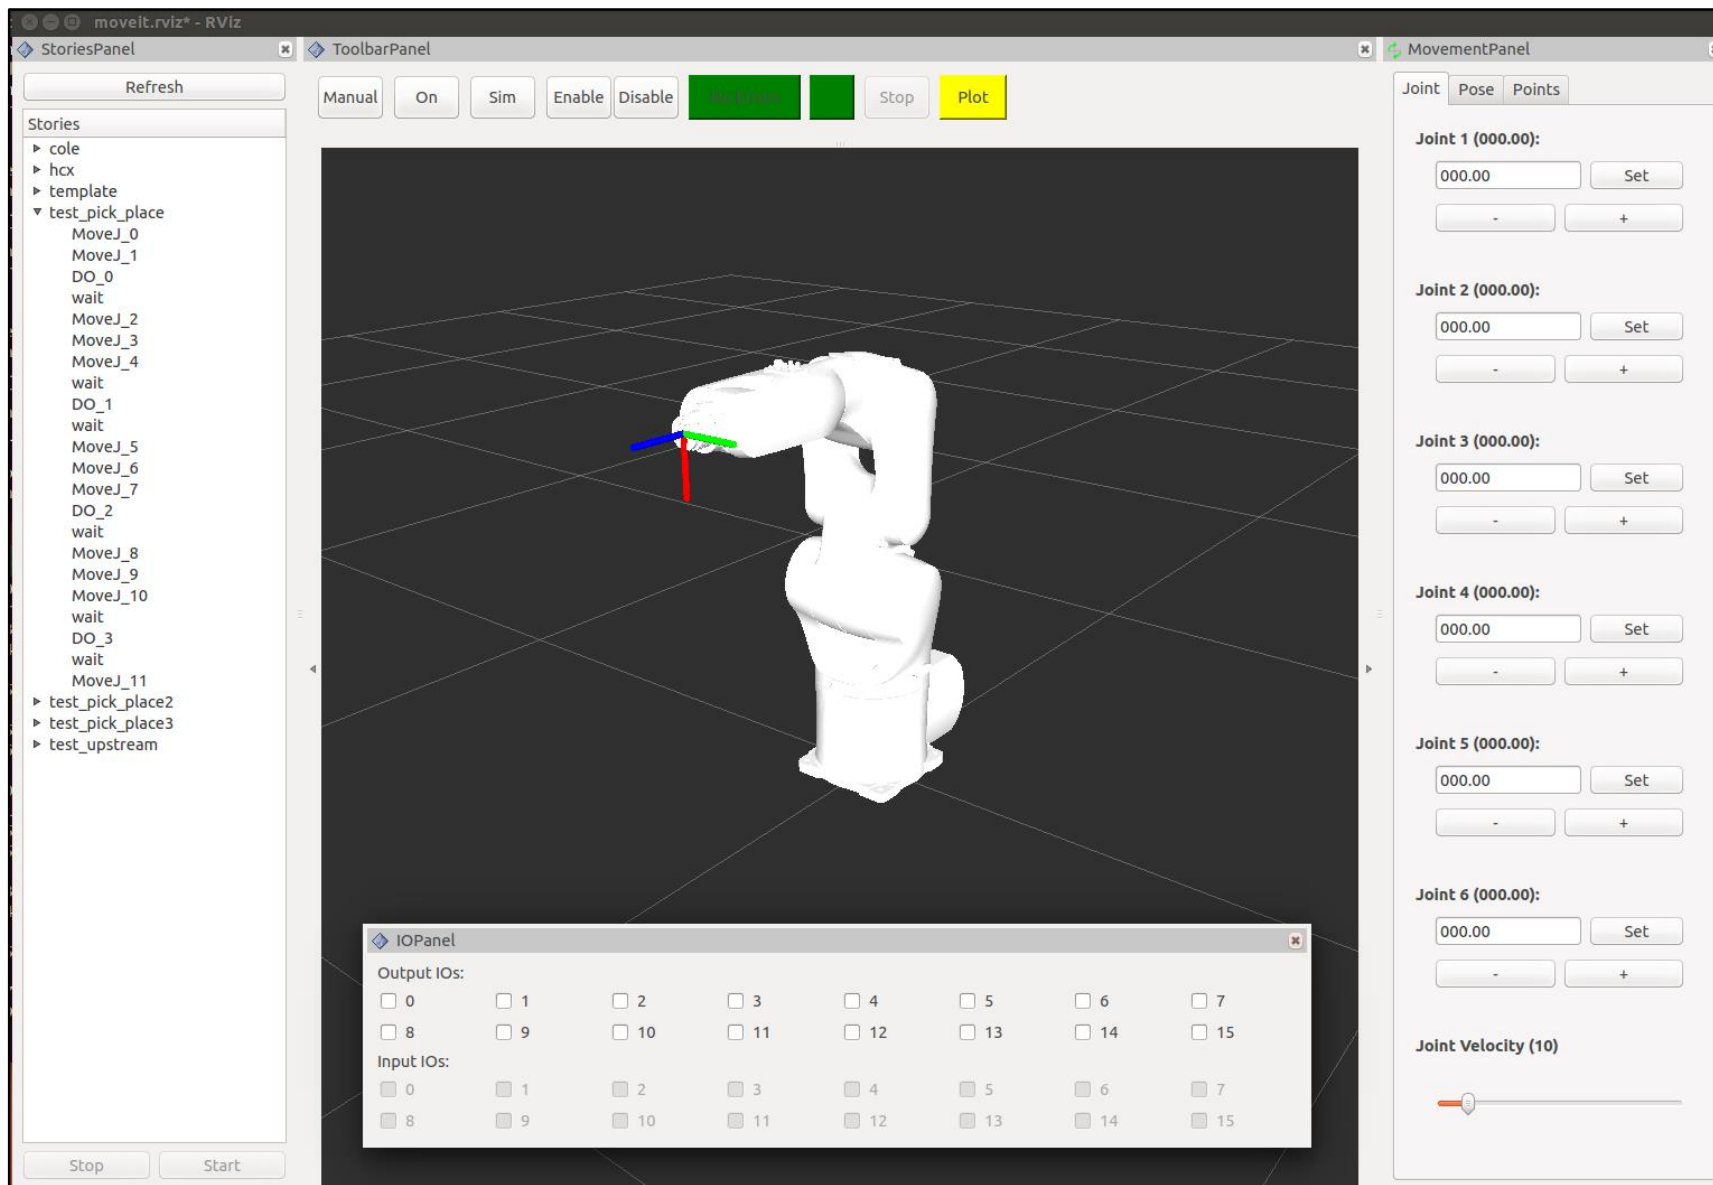 moveit.rviz* - RViz
StoriesPanel
Refresh
Stories
cole
hcx
template
test_pick_place
MoveJ_0
MoveJ_1
DO_0
wait
MoveJ_2
MoveJ_3
MoveJ_4
wait
DO_1
wait
MoveJ_5
MoveJ_6
MoveJ_7
DO_2
wait
MoveJ_8
MoveJ_9
MoveJ_10
wait
DO_3
wait
MoveJ_11
test_pick_place2
test_pick_place3
test_upstream
Stop Start
ToolbarPanel
Manual On Sim Enable Disable Stop Plot
IOPanel
Output IOs:
0 1 2 3 4 5 6 7
8 9 10 11 12 13 14 15
Input IOs:
0 1 2 3 4 5 6 7
8 9 10 11 12 13 14 15
MovementPanel
Joint Pose Points
Joint 1 (000.00):
000.00 Set
- +
Joint 2 (000.00):
000.00 Set
- +
Joint 3 (000.00):
000.00 Set
- +
Joint 4 (000.00):
000.00 Set
- +
Joint 5 (000.00):
000.00 Set
- +
Joint 6 (000.00):
000.00 Set
- +
Joint Velocity (10)